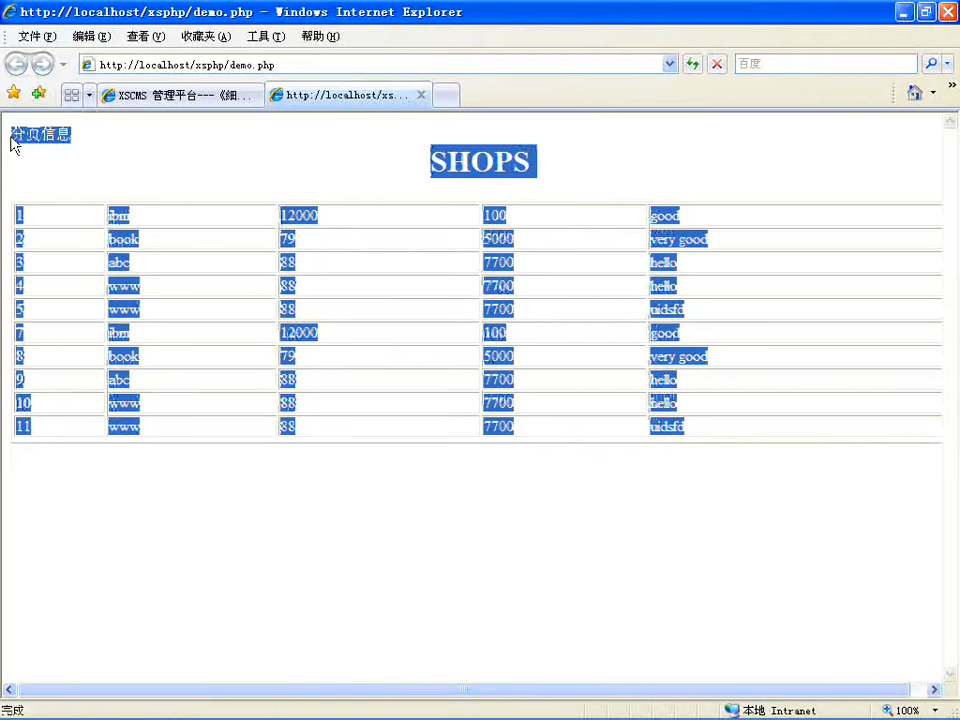 http://localhost/xsphp/demo.php - Windows Internet Explorer
文件(F) 编辑(E) 查看(V) 收藏夹(A) 工具(T) 帮助(H)
http://localhost/xsphp/demo.php 百度
XSCMS 管理平台---《细... http://localhost/xs...
分页信息
SHOPS
1 ibm 12000 100 good
2 book 79 5000 very good
3 abc 88 7700 hello
4 www 88 7700 hello
5 www 88 7700 uidsfd
7 ibm 12000 100 good
8 book 79 5000 very good
9 abc 88 7700 hello
10 www 88 7700 hello
11 www 88 7700 uidsfd
完成 本地 Intranet 100%